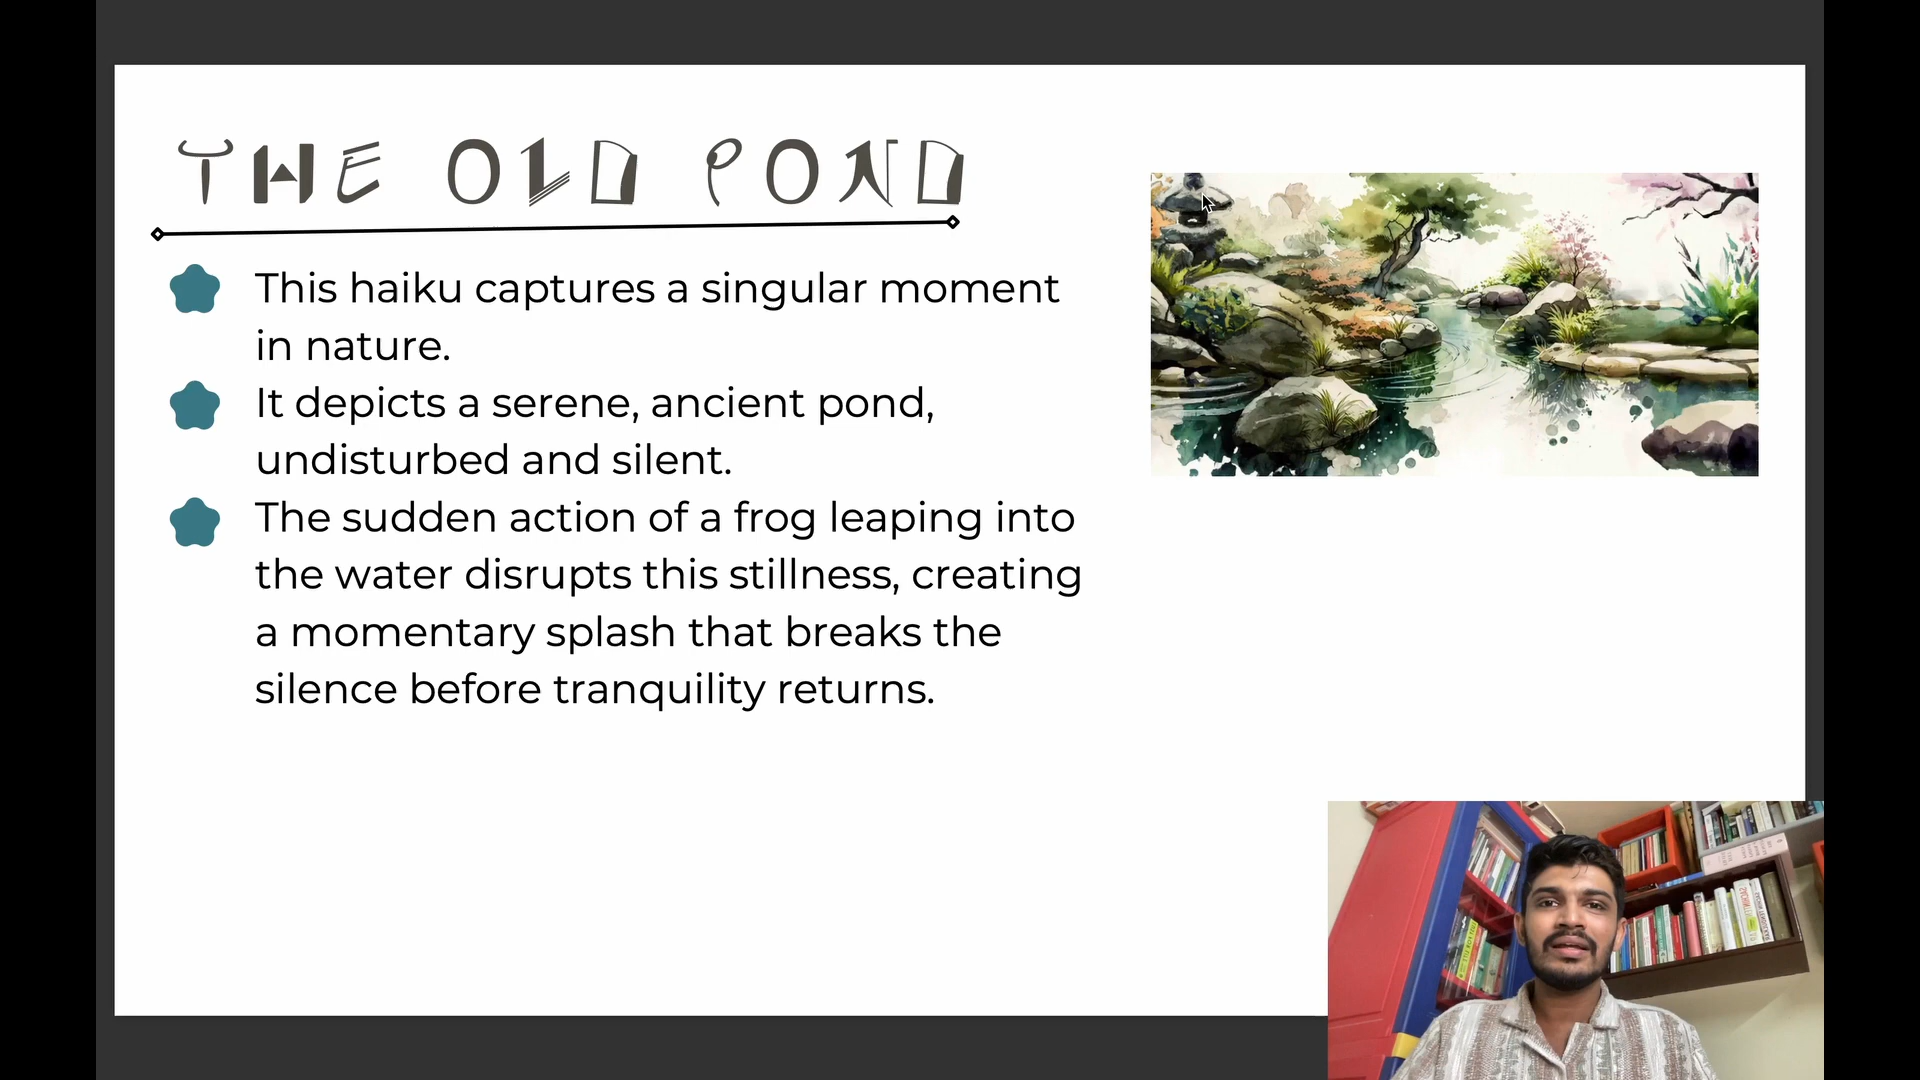 THE OLD POND
This haiku captures a singular moment
in nature.
It depicts a serene, ancient pond,
undisturbed and silent.
The sudden action of a frog leaping into
the water disrupts this stillness, creating
a momentary splash that breaks the
silence before tranquility returns.